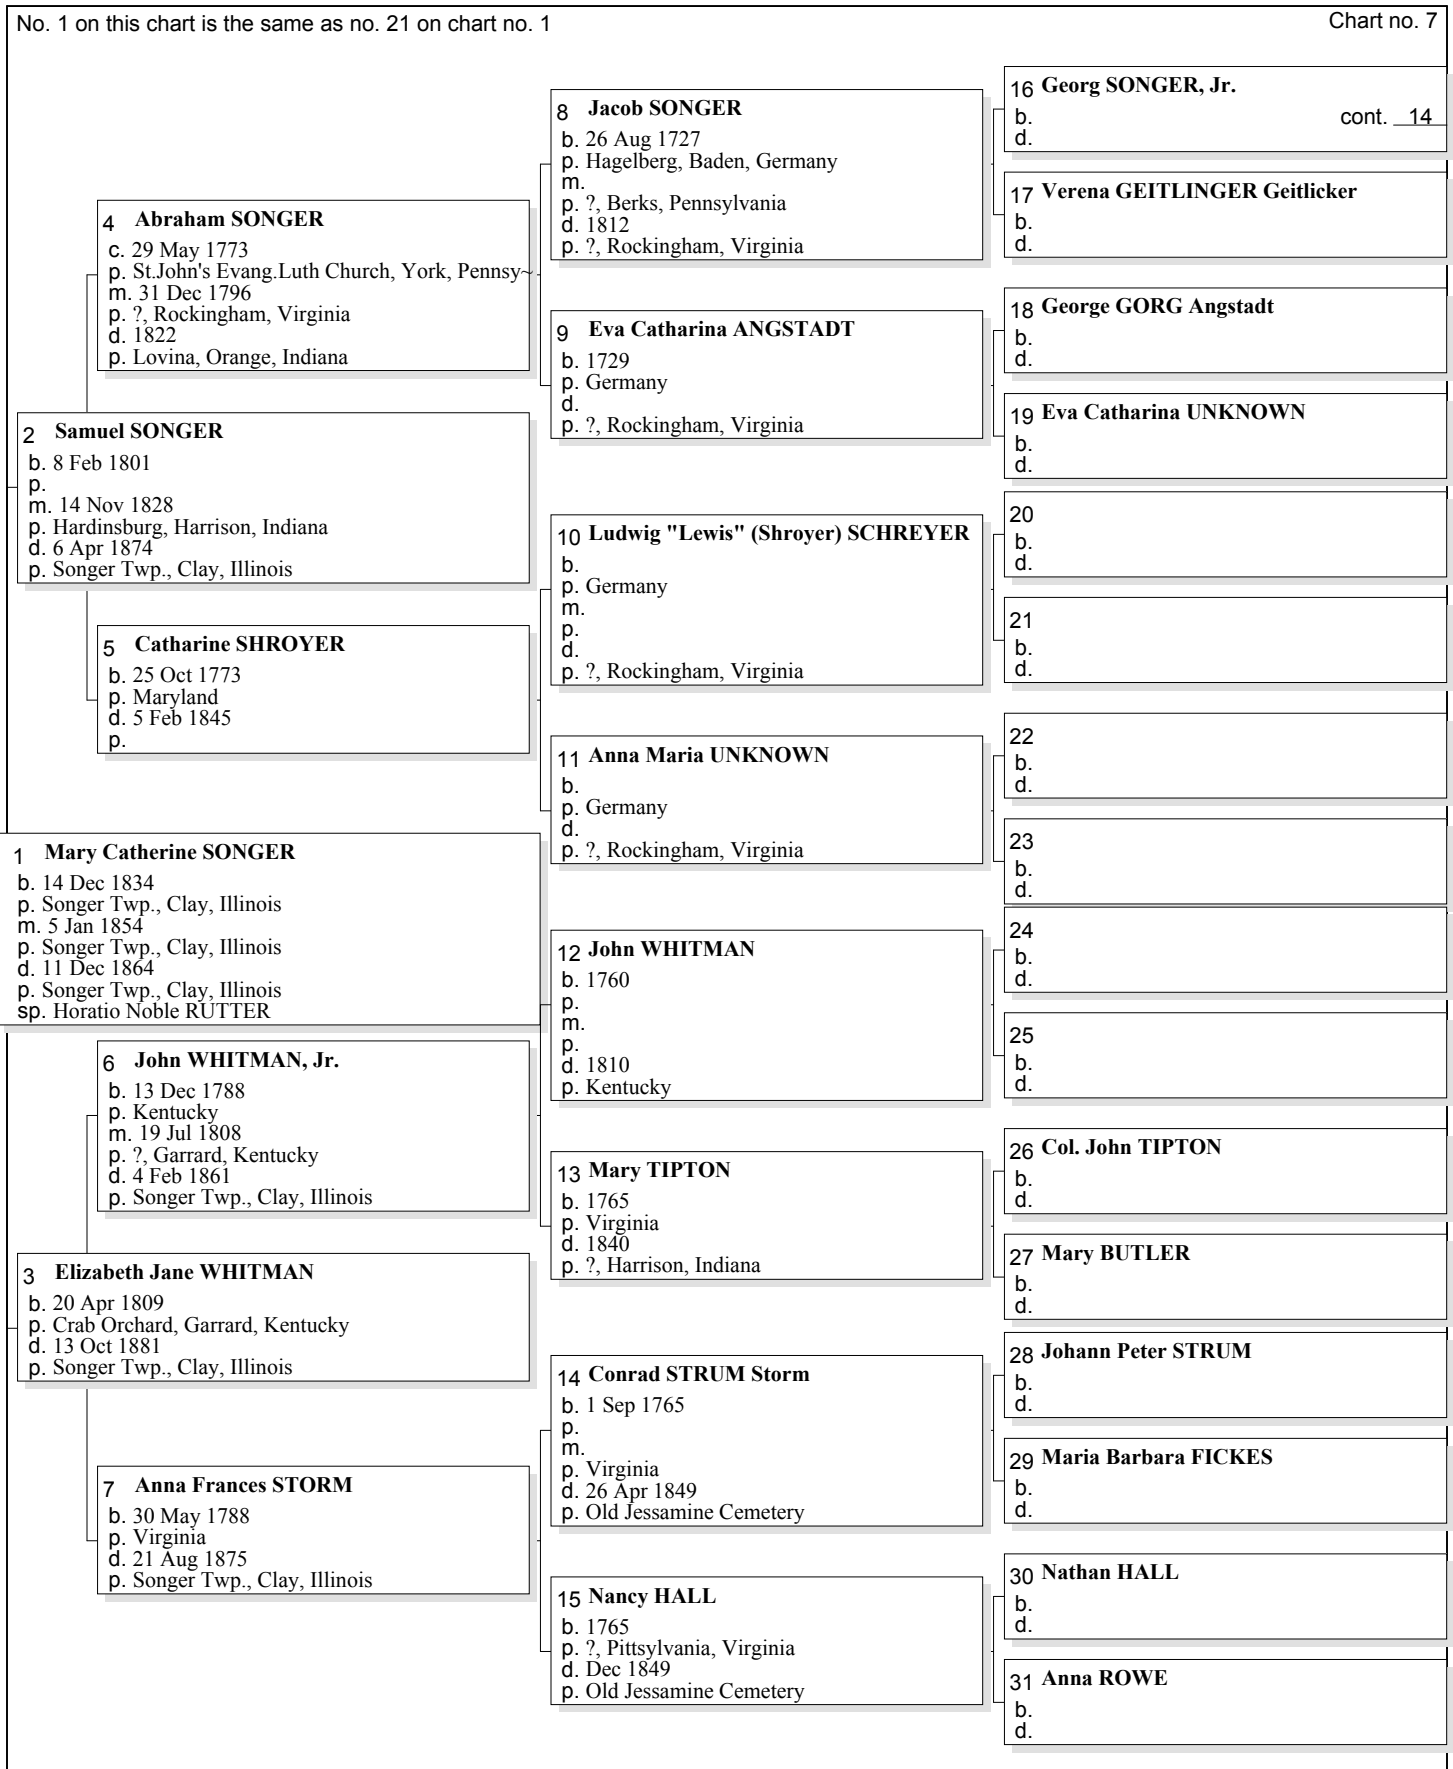 No. 1 on this chart is the same as no. 21 on chart no. 1
Chart no. 7
1 Mary Catherine SONGER
b. 14 Dec 1834
p. Songer Twp., Clay, Illinois
m. 5 Jan 1854
p. Songer Twp., Clay, Illinois
d. 11 Dec 1864
p. Songer Twp., Clay, Illinois
sp. Horatio Noble RUTTER
2 Samuel SONGER
b. 8 Feb 1801
p.
m. 14 Nov 1828
p. Hardinsburg, Harrison, Indiana
d. 6 Apr 1874
p. Songer Twp., Clay, Illinois
3 Elizabeth Jane WHITMAN
b. 20 Apr 1809
p. Crab Orchard, Garrard, Kentucky
d. 13 Oct 1881
p. Songer Twp., Clay, Illinois
4 Abraham SONGER
c. 29 May 1773
p. St.John's Evang.Luth Church, York, Pennsy~
m. 31 Dec 1796
p. ?, Rockingham, Virginia
d. 1822
p. Lovina, Orange, Indiana
5 Catharine SHROYER
b. 25 Oct 1773
p. Maryland
d. 5 Feb 1845
p.
6 John WHITMAN, Jr.
b. 13 Dec 1788
p. Kentucky
m. 19 Jul 1808
p. ?, Garrard, Kentucky
d. 4 Feb 1861
p. Songer Twp., Clay, Illinois
7 Anna Frances STORM
b. 30 May 1788
p. Virginia
d. 21 Aug 1875
p. Songer Twp., Clay, Illinois
8 Jacob SONGER
b. 26 Aug 1727
p. Hagelberg, Baden, Germany
m.
p. ?, Berks, Pennsylvania
d. 1812
p. ?, Rockingham, Virginia
9 Eva Catharina ANGSTADT
b. 1729
p. Germany
d.
p. ?, Rockingham, Virginia
10 Ludwig "Lewis" (Shroyer) SCHREYER
b.
p. Germany
m.
p.
d.
p. ?, Rockingham, Virginia
11 Anna Maria UNKNOWN
b.
p. Germany
d.
p. ?, Rockingham, Virginia
12 John WHITMAN
b. 1760
p.
m.
p.
d. 1810
p. Kentucky
13 Mary TIPTON
b. 1765
p. Virginia
d. 1840
p. ?, Harrison, Indiana
14 Conrad STRUM Storm
b. 1 Sep 1765
p.
m.
p. Virginia
d. 26 Apr 1849
p. Old Jessamine Cemetery
15 Nancy HALL
b. 1765
p. ?, Pittsylvania, Virginia
d. Dec 1849
p. Old Jessamine Cemetery
16 Georg SONGER, Jr.
b. cont. 14
d.
17 Verena GEITLINGER Geitlicker
b.
d.
18 George GORG Angstadt
b.
d.
19 Eva Catharina UNKNOWN
b.
d.
20
b.
d.
21
b.
d.
22
b.
d.
23
b.
d.
24
b.
d.
25
b.
d.
26 Col. John TIPTON
b.
d.
27 Mary BUTLER
b.
d.
28 Johann Peter STRUM
b.
d.
29 Maria Barbara FICKES
b.
d.
30 Nathan HALL
b.
d.
31 Anna ROWE
b.
d.